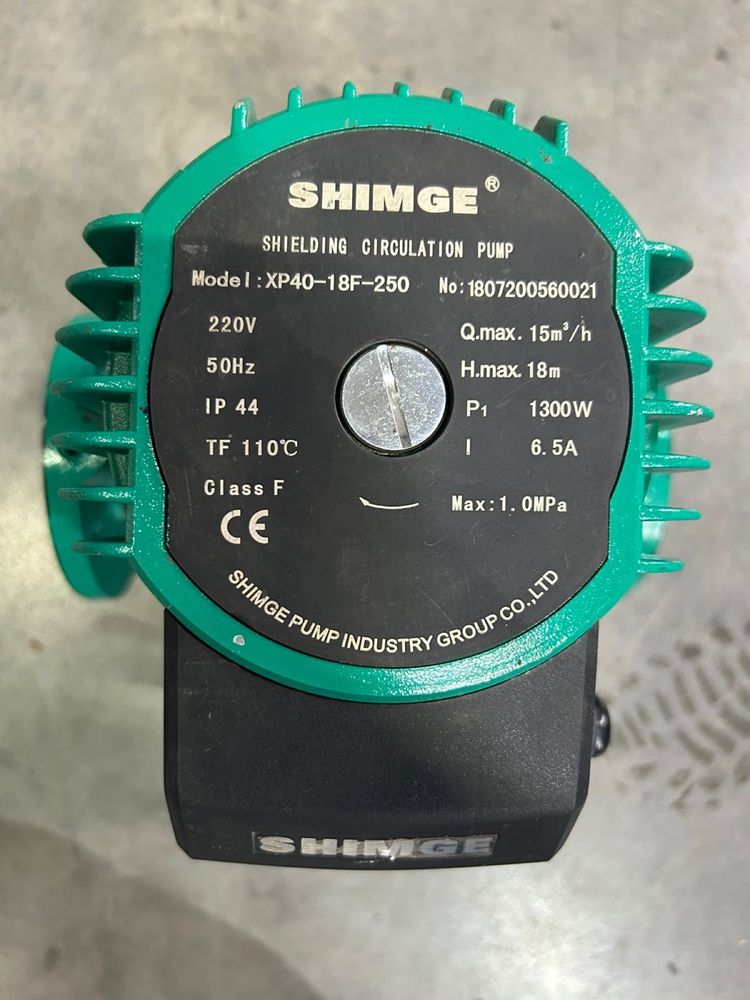 SHIMGE®
SHIELDING CIRCULATION PUMP
Model:XP40-18F-250 No:1807200560021
220V Q.max. 15m³/h
50Hz H.max. 18m
IP 44 P₁ 1300W
TF 110℃ I 6.5A
Class F Max:1.0MPa
CE
SHIMGE PUMP INDUSTRY GROUP CO.,LTD
SHIMGE